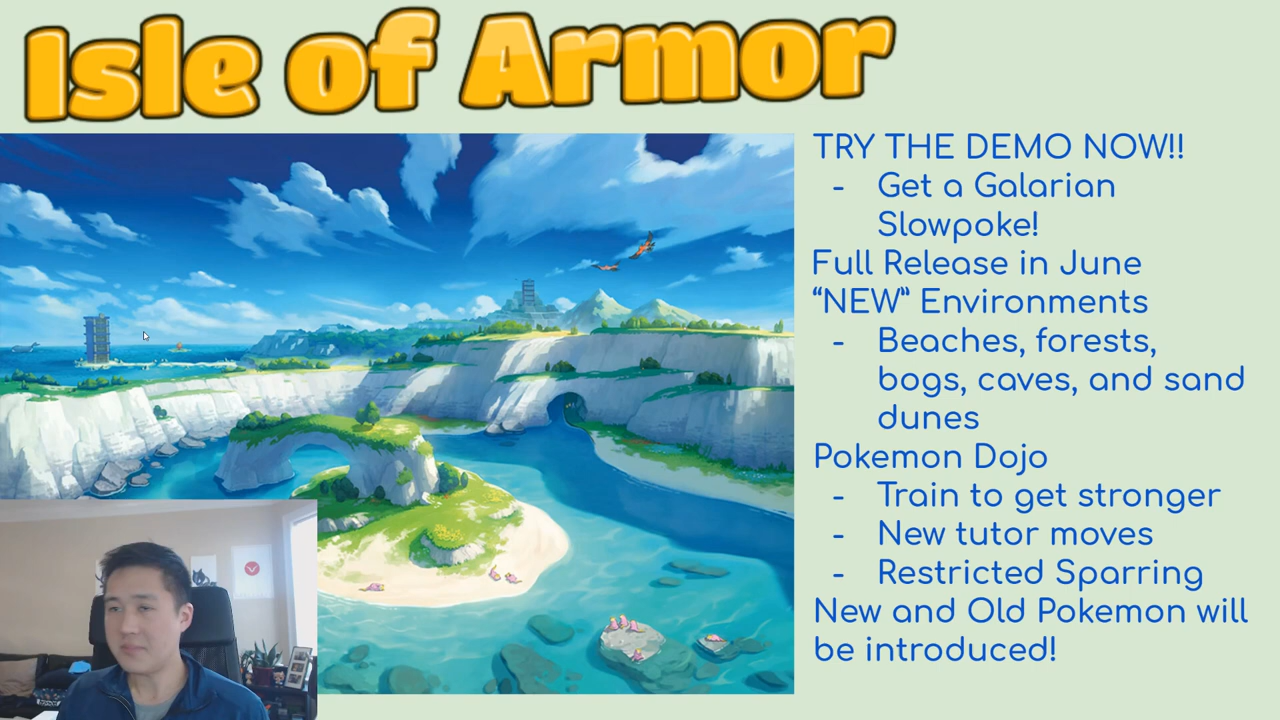 Isle of Armor
TRY THE DEMO NOW!!
- Get a Galarian
Slowpoke!
Full Release in June
“NEW” Environments
- Beaches, forests,
bogs, caves, and sand
dunes
Pokemon Dojo
- Train to get stronger
- New tutor moves
- Restricted Sparring
New and Old Pokemon will
be introduced!